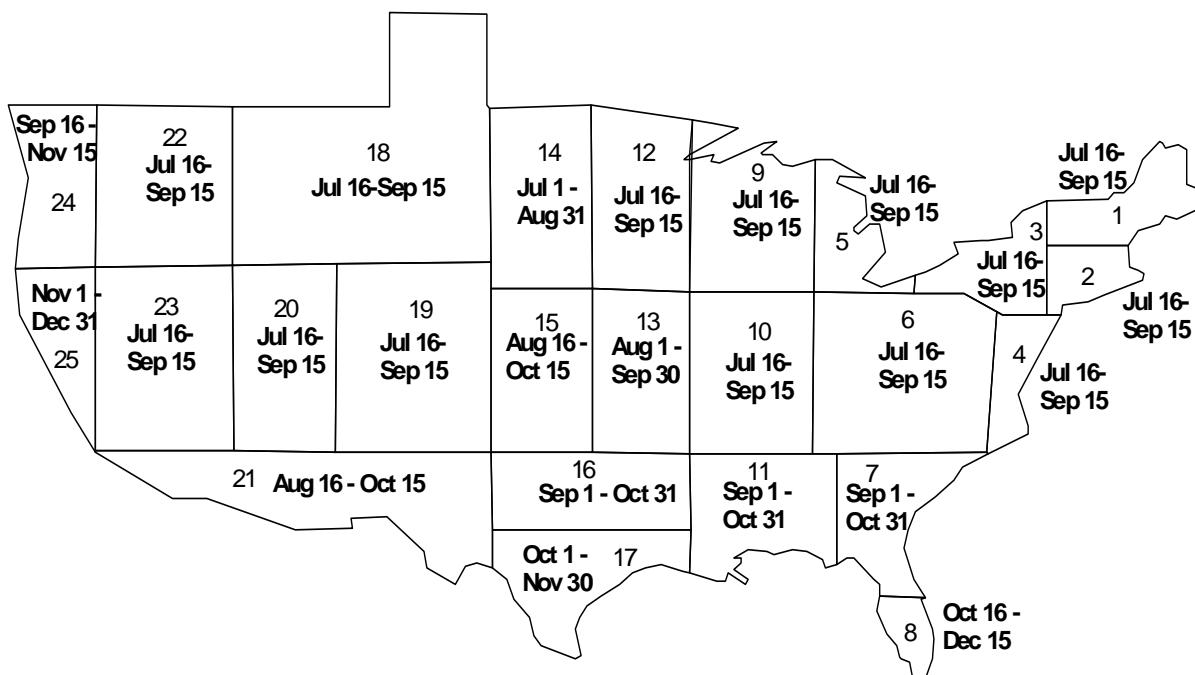 Sep 16 -
Nov 15
24
22
Jul 16-
Sep 15
18
Jul 16-Sep 15
14
Jul 1 -
Aug 31
12
Jul 16-
Sep 15
9
Jul 16-
Sep 15
5
Jul 16-
Sep 15
Jul 16-
Sep 15
1
3
Jul 16-
Sep 15
2
Jul 16-
Sep 15
Nov 1 -
Dec 31
25
23
Jul 16-
Sep 15
20
Jul 16-
Sep 15
19
Jul 16-
Sep 15
15
Aug 16 -
Oct 15
13
Aug 1 -
Sep 30
10
Jul 16-
Sep 15
6
Jul 16-
Sep 15
4
Jul 16-
Sep 15
21 Aug 16 - Oct 15
16
Sep 1 - Oct 31
11
Sep 1 -
Oct 31
7
Sep 1 -
Oct 31
Oct 1 -
Nov 30
17
8
Oct 16 -
Dec 15